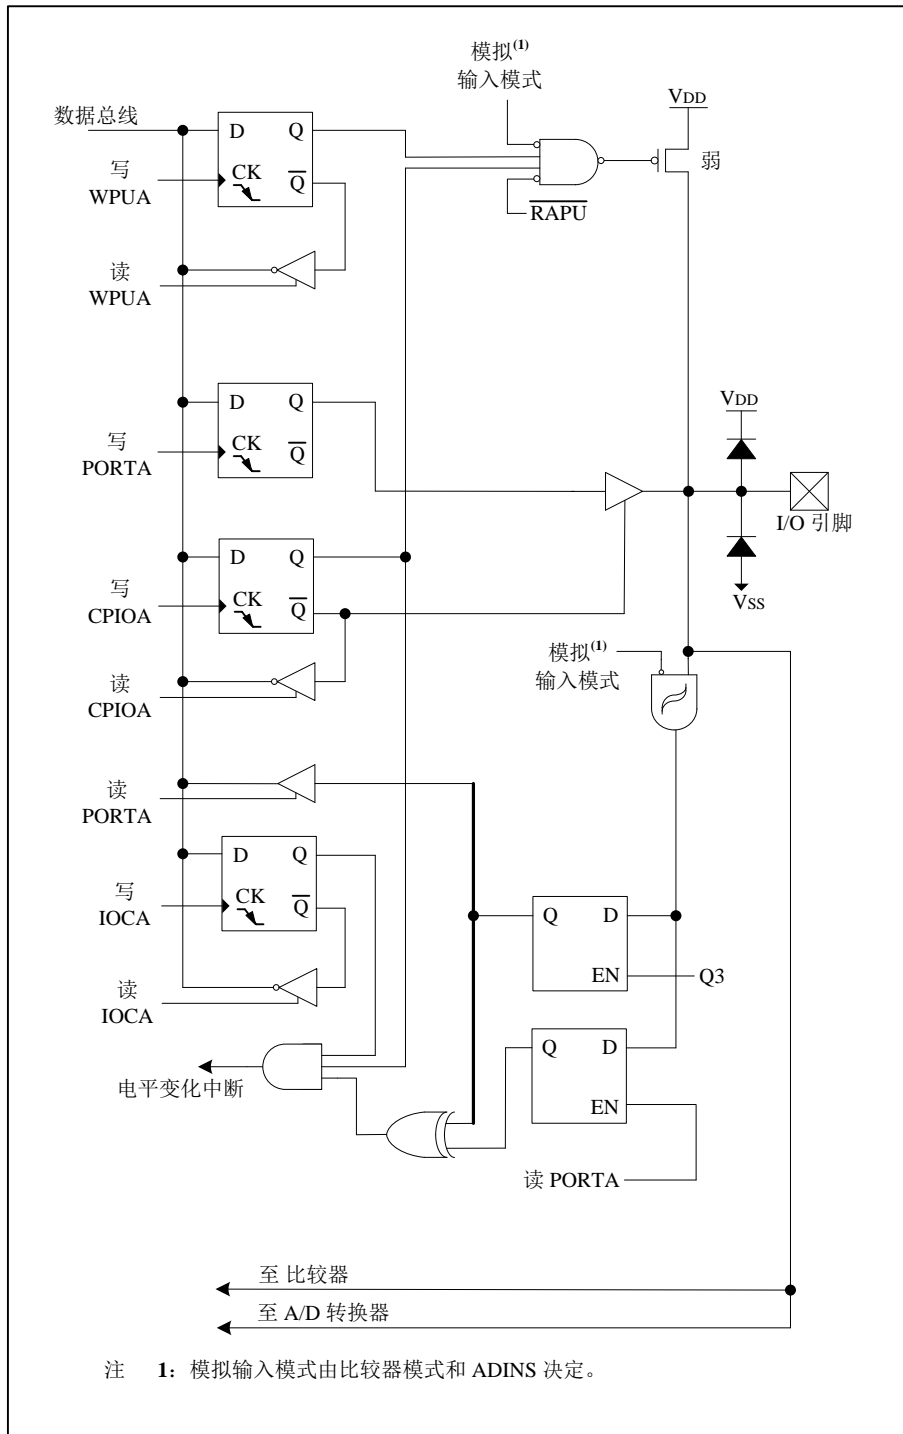 模拟(1)
输入模式
VDD
数据总线
D Q
写
WPUA
CK
Q
弱
RAPU
读
WPUA
D Q
VDD
写
PORTA
CK
Q
I/O 引脚
D Q
写
CPIOA
CK
Q
VSS
模拟(1)
输入模式
读
CPIOA
读
PORTA
D Q
写
IOCA
CK
Q
Q D
EN
Q3
读
IOCA
Q D
EN
电平变化中断
读 PORTA
至 比较器
至 A/D 转换器
注 1：模拟输入模式由比较器模式和 ADINS 决定。